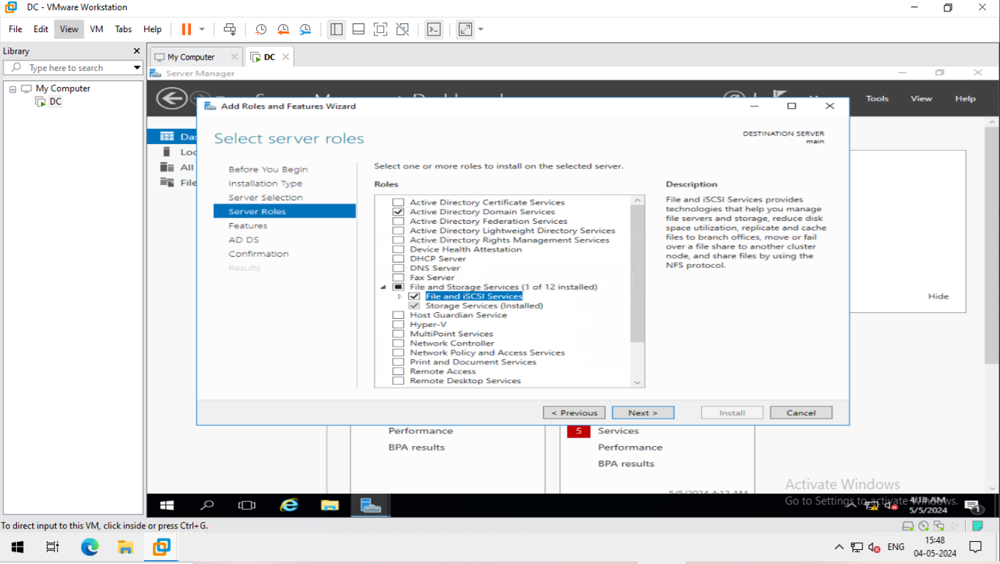 DC - VMware Workstation
File Edit View VM Tabs Help
Library
Type here to search
My Computer
DC
My Computer
DC
Server Manager
Tools View Help
Add Roles and Features Wizard
Select server roles
DESTINATION SERVER
main
Before You Begin
Installation Type
Server Selection
Server Roles
Features
AD DS
Confirmation
Results
Select one or more roles to install on the selected server.
Roles
Active Directory Certificate Services
Active Directory Domain Services
Active Directory Federation Services
Active Directory Lightweight Directory Services
Active Directory Rights Management Services
Device Health Attestation
DHCP Server
DNS Server
Fax Server
File and Storage Services (1 of 12 installed)
File and iSCSI Services
Storage Services (Installed)
Host Guardian Service
Hyper-V
MultiPoint Services
Network Controller
Network Policy and Access Services
Print and Document Services
Remote Access
Remote Desktop Services
Description
File and iSCSI Services provides
technologies that help you manage
file servers and storage, reduce disk
space utilization, replicate and cache
files to branch offices, move or fail
over a file share to another cluster
node, and share files by using the
NFS protocol.
Hide
< Previous Next > Install Cancel
Performance
BPA results
5 Services
Performance
BPA results
5/5/2024 4:12 AM
Activate Windows
Go to Settings to activate Windows.
4:18 AM
5/5/2024
1
To direct input to this VM, click inside or press Ctrl+G.
ENG
15:48
04-05-2024